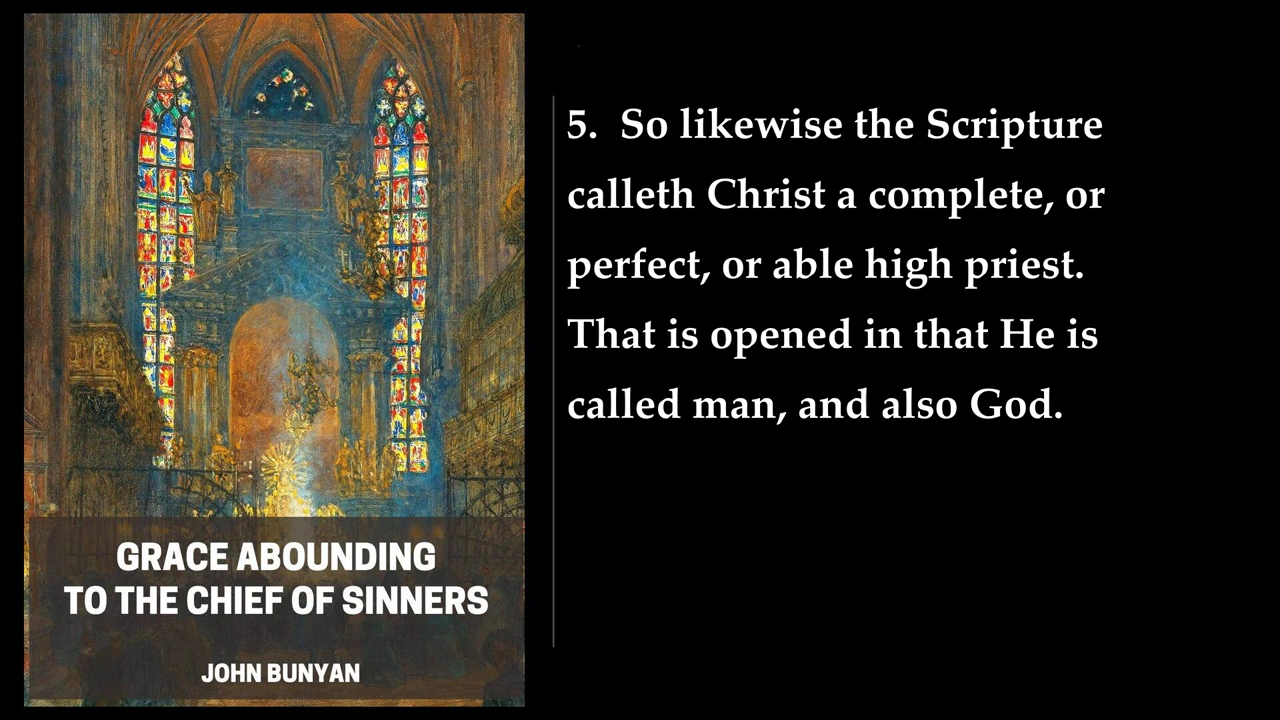 GRACE ABOUNDING
TO THE CHIEF OF SINNERS
JOHN BUNYAN
5. So likewise the Scripture
calleth Christ a complete, or
perfect, or able high priest.
That is opened in that He is
called man, and also God.